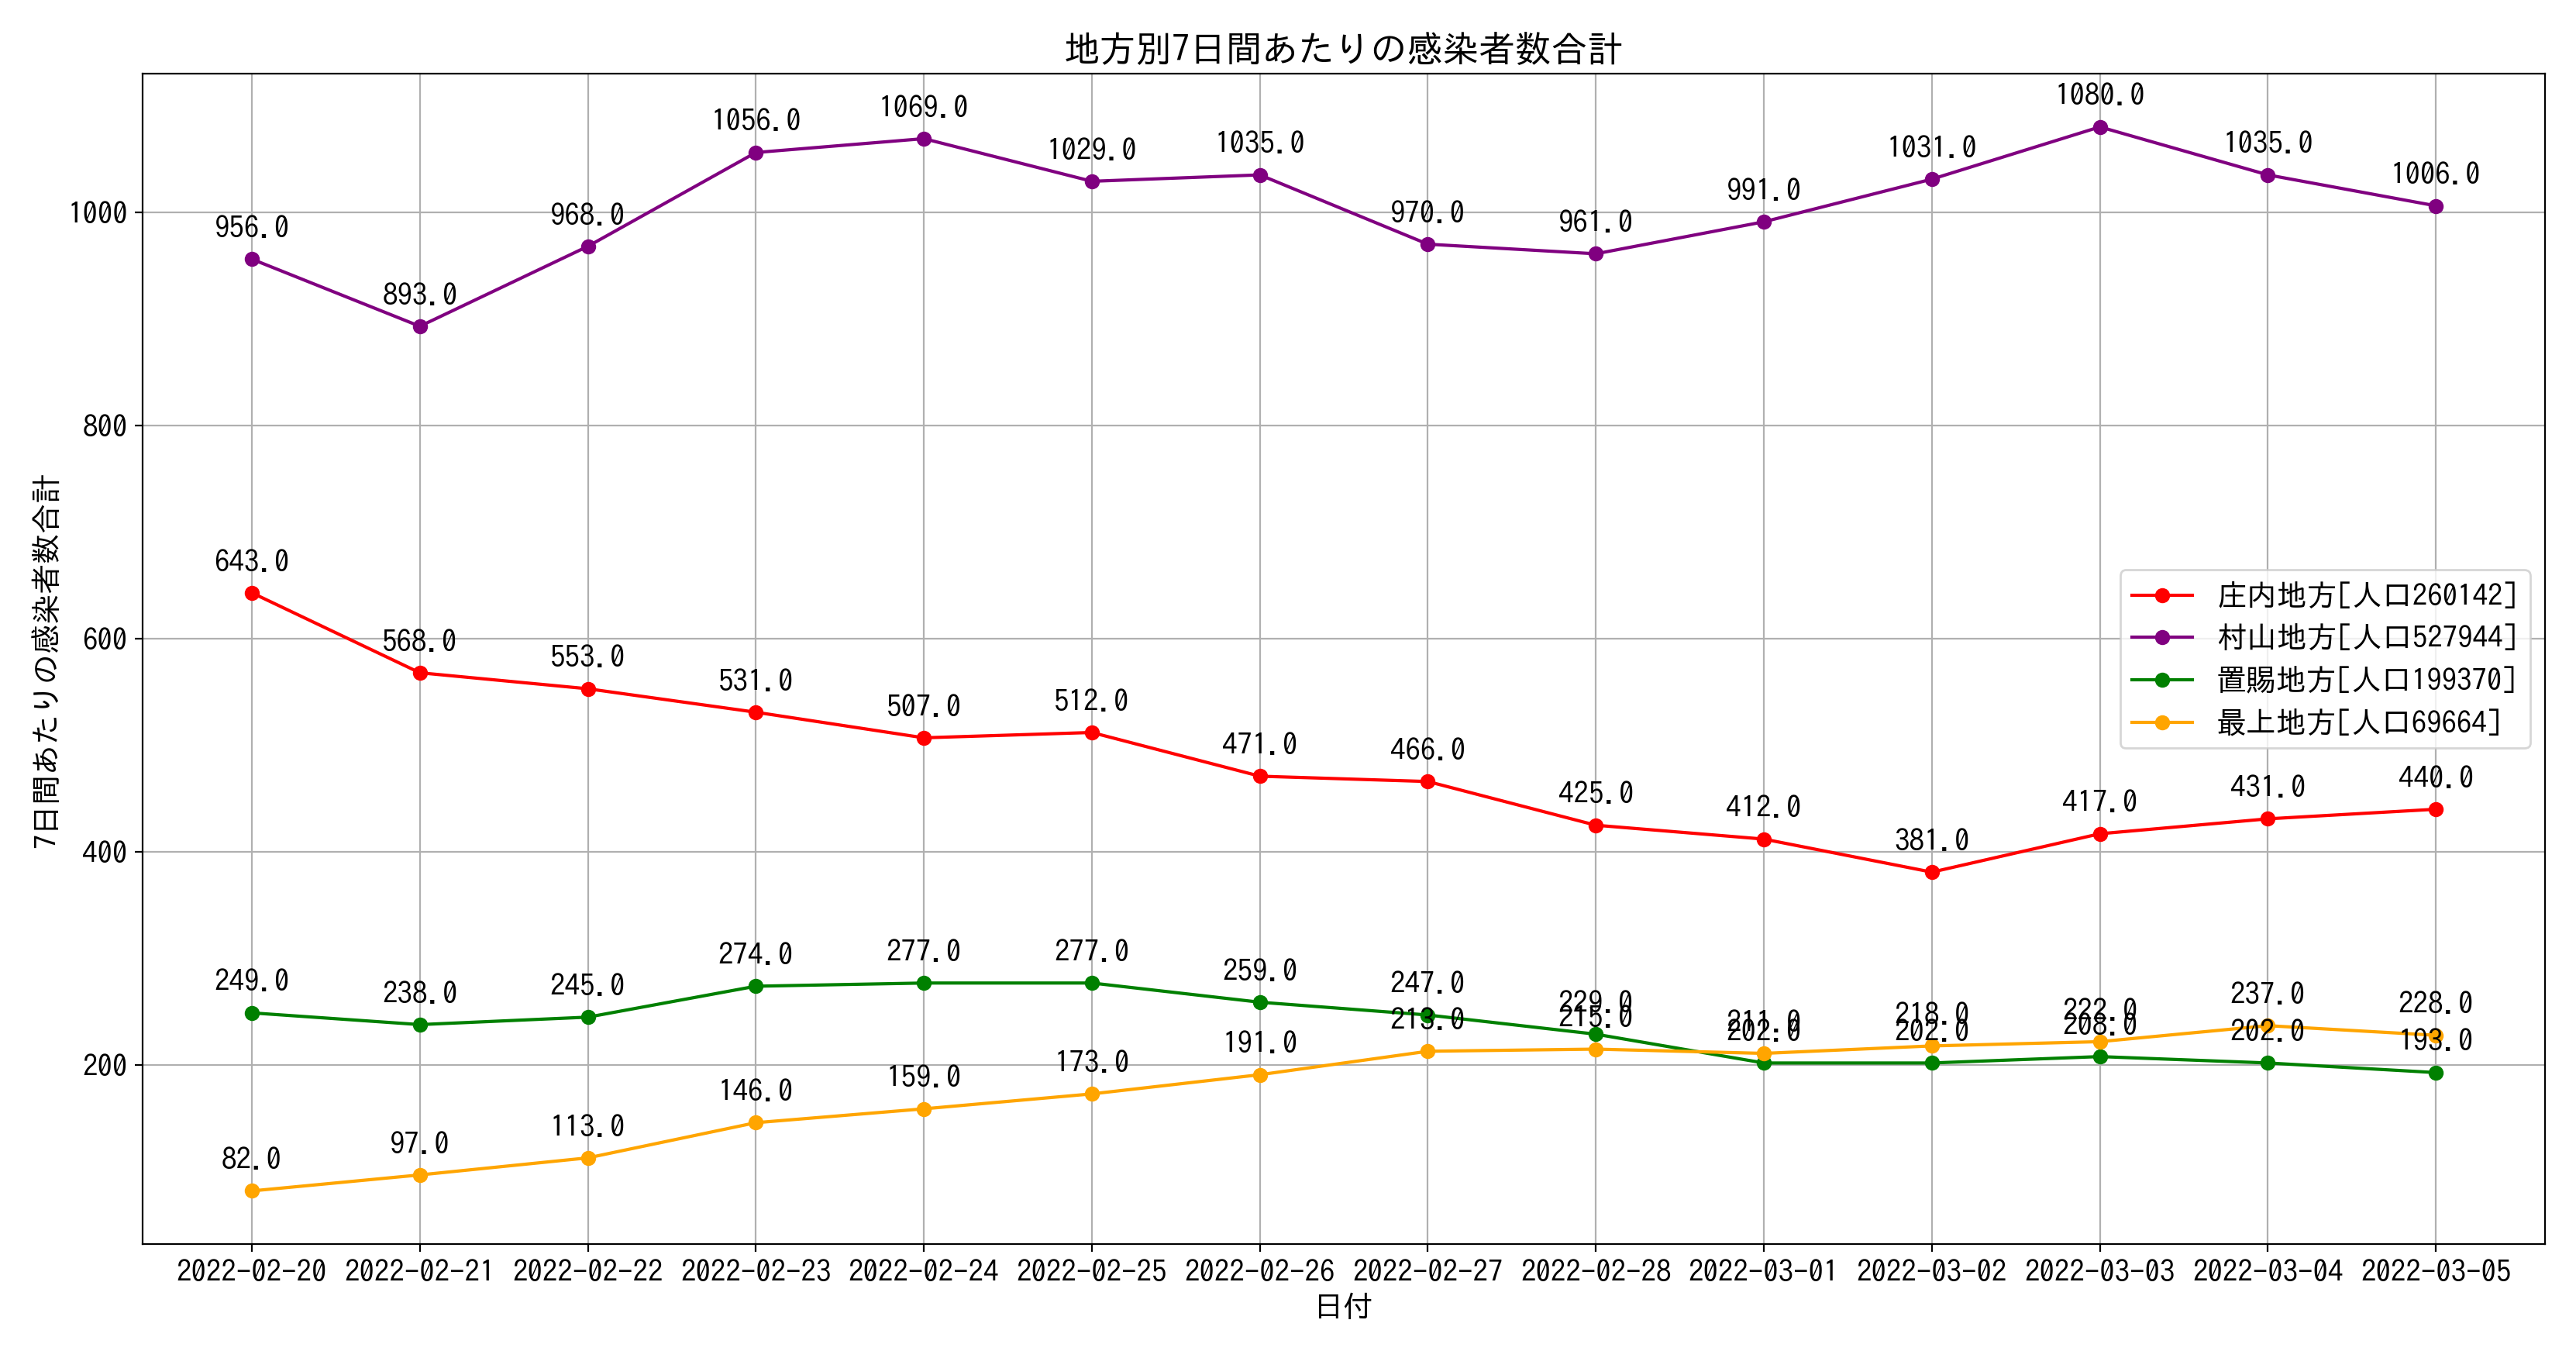 地方別7日間あたりの感染者数合計
1056.0 1069.0 1029.0 1035.0 1031.0 1080.0 1035.0 1006.0
956.0 893.0 968.0 970.0 961.0 991.0
643.0 568.0 553.0 531.0 507.0 512.0 471.0 466.0 425.0 412.0 381.0 417.0 431.0 440.0
249.0 238.0 245.0 274.0 277.0 277.0 259.0 247.0 229.0 202.0 202.0 208.0 202.0 193.0
82.0 97.0 113.0 146.0 159.0 173.0 191.0 213.0 215.0 211.0 218.0 222.0 237.0 228.0
1000
800
600
400
200
7日間あたりの感染者数合計
庄内地方[人口260142]
村山地方[人口527944]
置賜地方[人口199370]
最上地方[人口69664]
2022-02-20 2022-02-21 2022-02-22 2022-02-23 2022-02-24 2022-02-25 2022-02-26 2022-02-27 2022-02-28 2022-03-01 2022-03-02 2022-03-03 2022-03-04 2022-03-05
日付